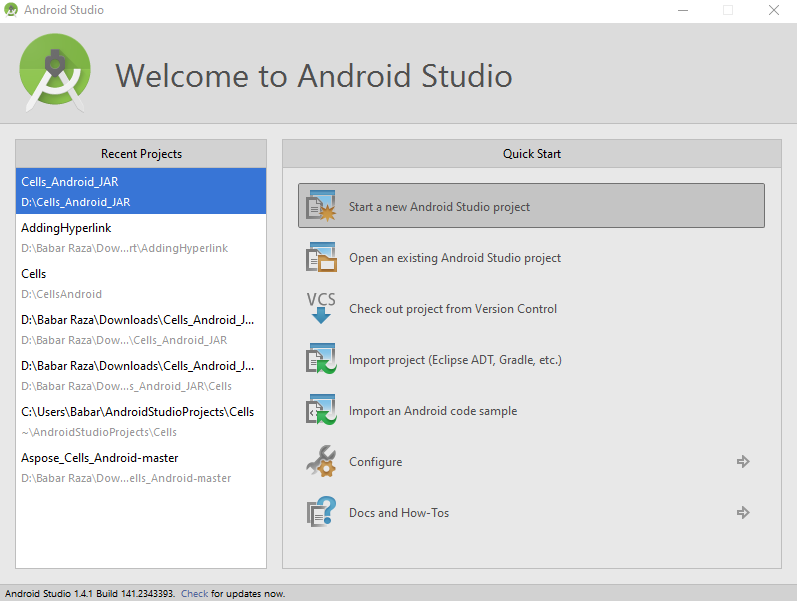 Android Studio
Welcome to Android Studio
Recent Projects
Cells_Android_JAR
D:\Cells_Android_JAR
AddingHyperlink
D:\Babar Raza\Dow...rt\AddingHyperlink
Cells
D:\CellsAndroid
D:\Babar Raza\Downloads\Cells_Android_J...
D:\Babar Raza\Dow...\Cells_Android_JAR
D:\Babar Raza\Downloads\Cells_Android_J...
D:\Babar Raza\Dow...s_Android_JAR\Cells
C:\Users\Babar\AndroidStudioProjects\Cells
~\AndroidStudioProjects\Cells
Aspose_Cells_Android-master
D:\Babar Raza\Dow...ells_Android-master
Quick Start
Start a new Android Studio project
Open an existing Android Studio project
VCS
Check out project from Version Control
Import project (Eclipse ADT, Gradle, etc.)
Import an Android code sample
Configure
Docs and How-Tos
Android Studio 1.4.1 Build 141.2343393. Check for updates now.